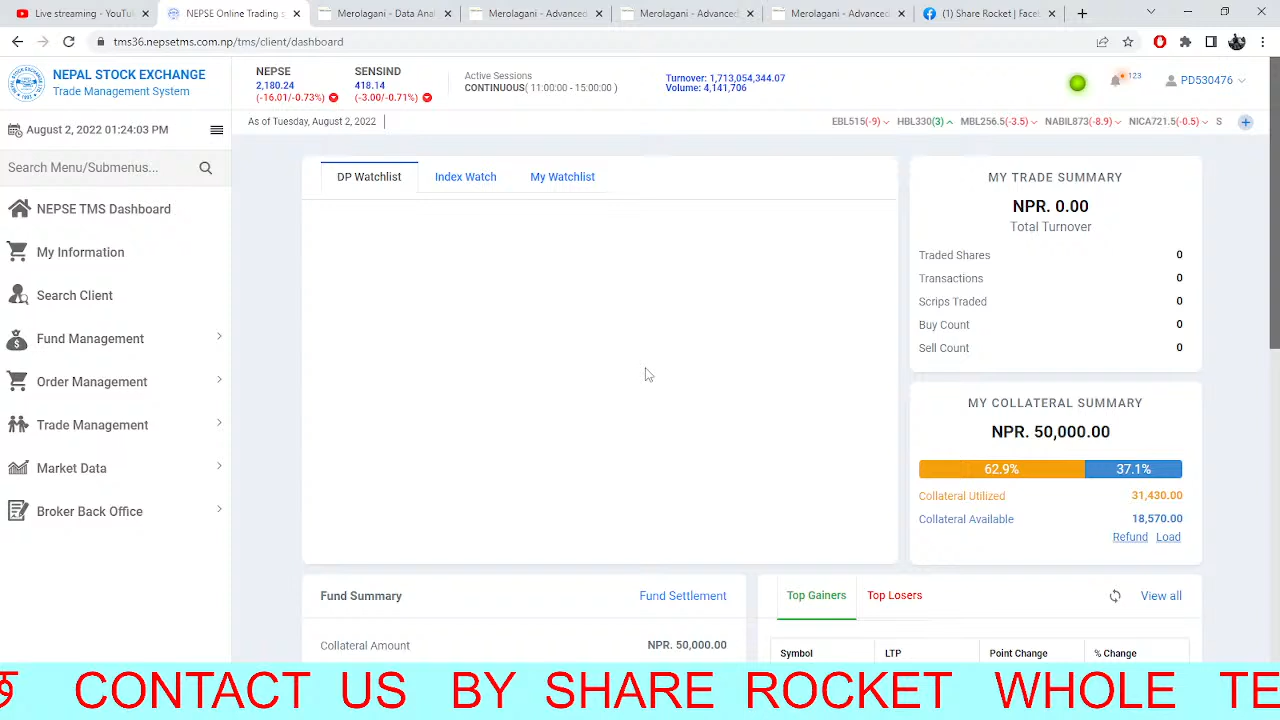 Live streaming - YouTu
NEPSE Online Trading s
Merolagani - Data Anal
Merolagani - Advanced
Merolagani - Advanced
Merolagani - Advanced
(1) Share Rocket | Face
tms36.nepsetms.com.np/tms/client/dashboard
NEPAL STOCK EXCHANGE
Trade Management System
NEPSE
2,180.24
(-16.01/-0.73%)
SENSIND
418.14
(-3.00/-0.71%)
Active Sessions
CONTINUOUS( 11:00:00 - 15:00:00 )
Turnover: 1,713,054,344.07
Volume: 4,141,706
123
PD530476
August 2, 2022 01:24:03 PM
As of Tuesday, August 2, 2022
EBL515(-9) HBL330(3) MBL256.5(-3.5) NABIL873(-8.9) NICA721.5(-0.5) S
Search Menu/Submenus...
NEPSE TMS Dashboard
My Information
Search Client
Fund Management
Order Management
Trade Management
Market Data
Broker Back Office
DP Watchlist
Index Watch
My Watchlist
MY TRADE SUMMARY
NPR. 0.00
Total Turnover
Traded Shares 0
Transactions 0
Scrips Traded 0
Buy Count 0
Sell Count 0
MY COLLATERAL SUMMARY
NPR. 50,000.00
62.9% 37.1%
Collateral Utilized 31,430.00
Collateral Available 18,570.00
Refund Load
Fund Summary Fund Settlement
Collateral Amount NPR. 50,000.00
Top Gainers Top Losers View all
Symbol LTP Point Change % Change
CONTACT US BY SHARE ROCKET WHOLE TE